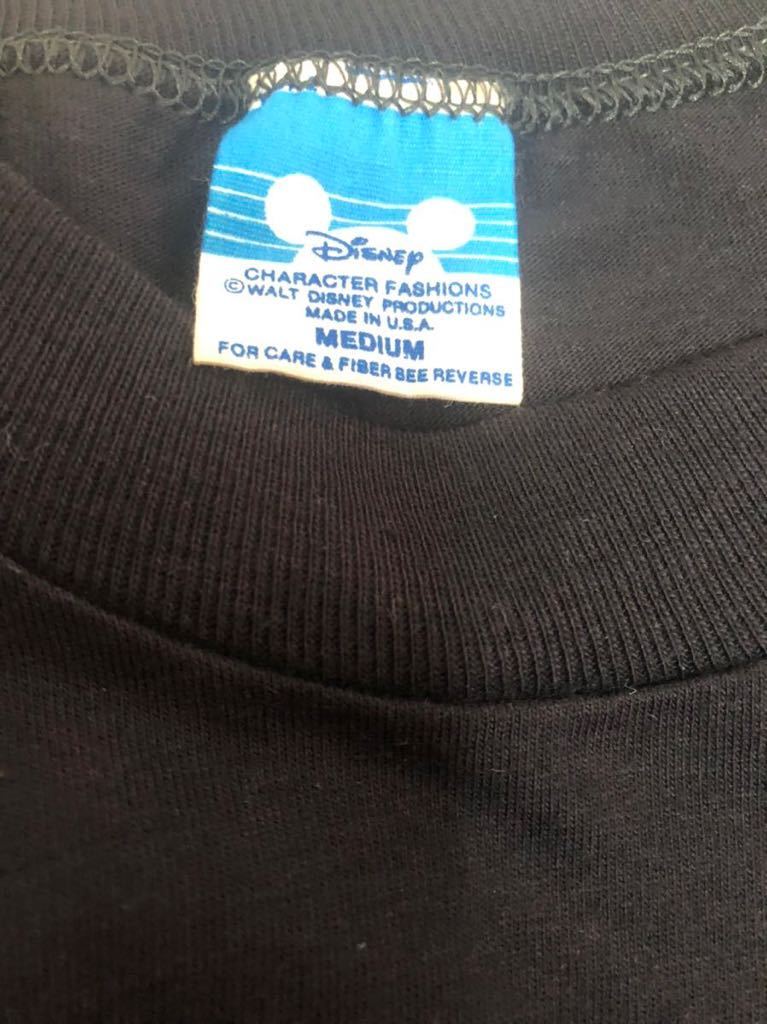 Disney
CHARACTER FASHIONS
©WALT DISNEY PRODUCTIONS
MADE IN U.S.A.
MEDIUM
FOR CARE & FIBER SEE REVERSE